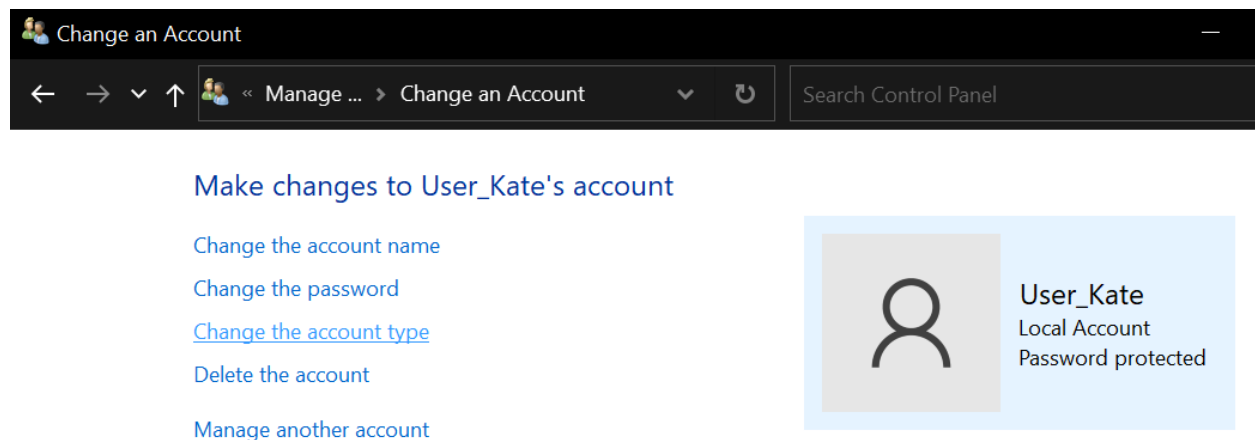 Change an Account
« Manage ... > Change an Account
Search Control Panel
Make changes to User_Kate's account
Change the account name
Change the password
Change the account type
Delete the account
Manage another account
User_Kate
Local Account
Password protected